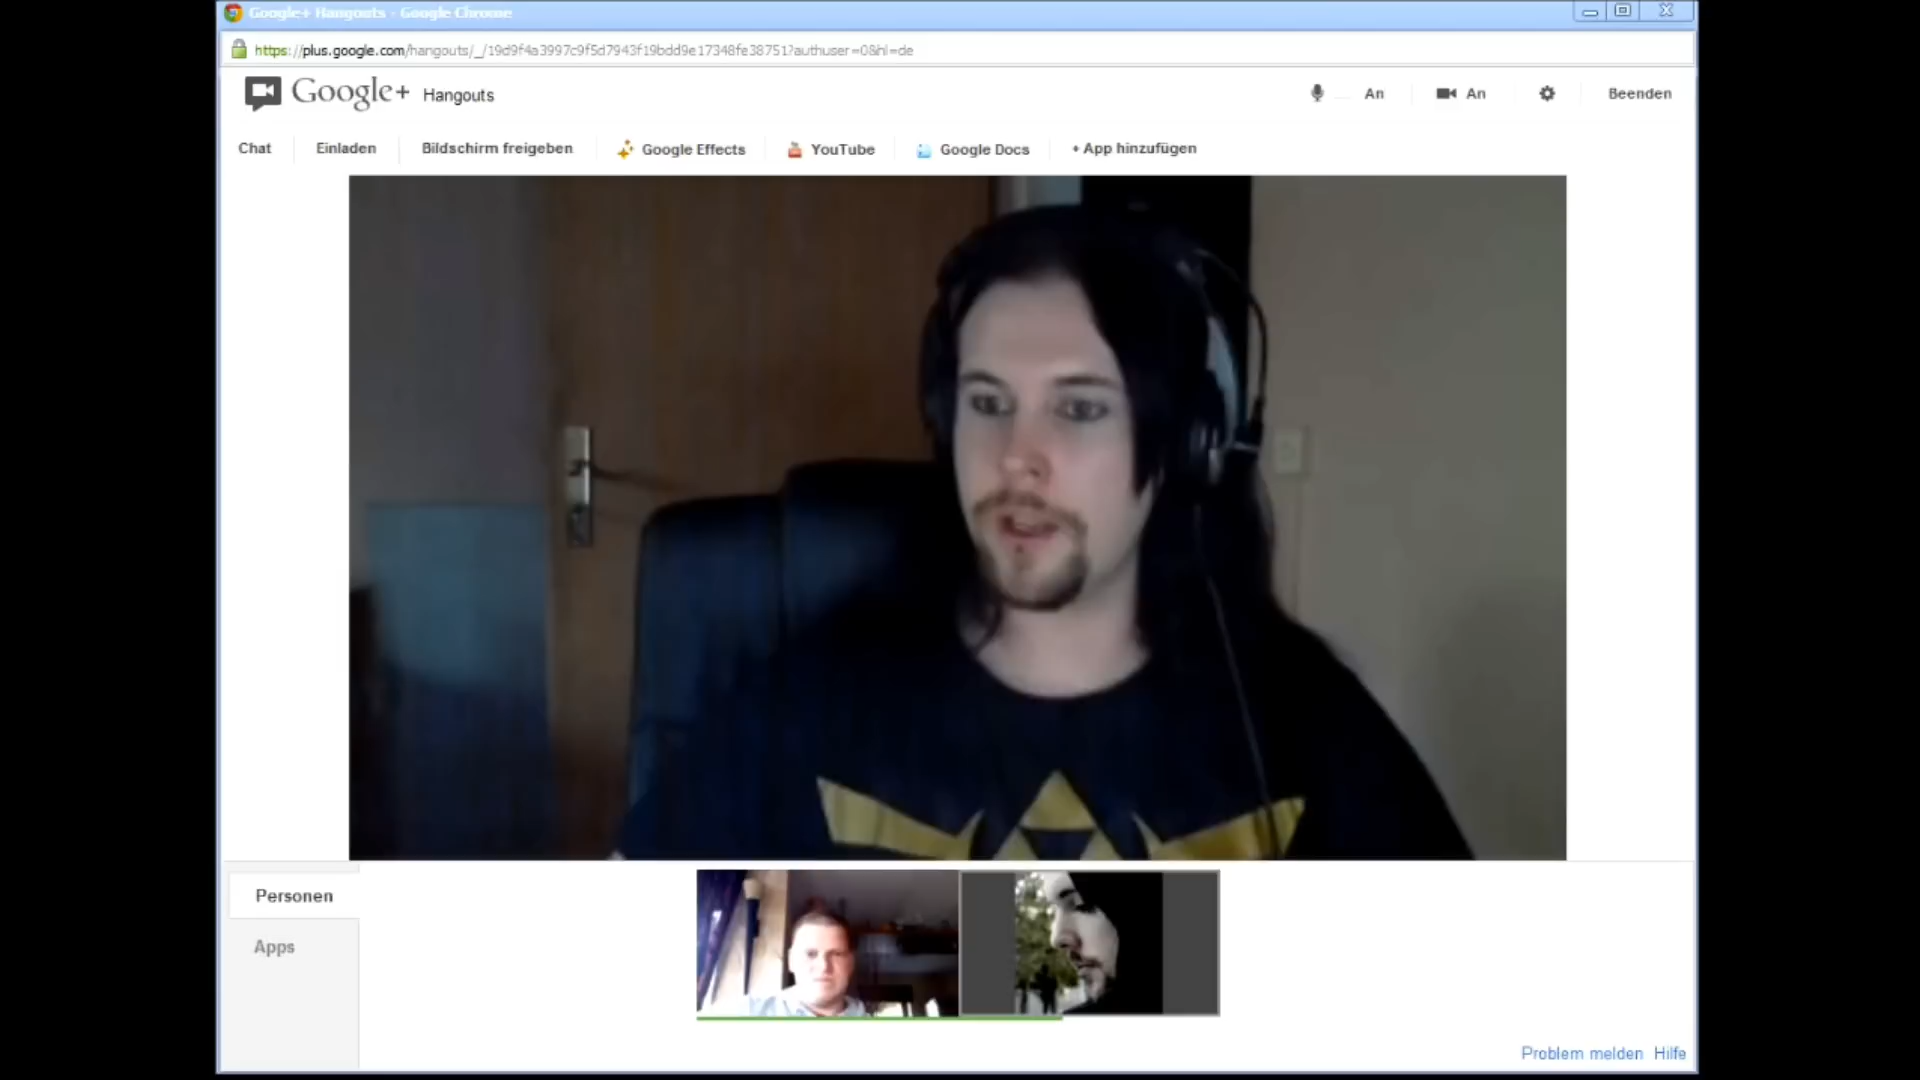 Google+ Hangouts - Google Chrome
https://plus.google.com/hangouts/_/19d9f4a3997c9f5d7943f19bdd9e17348fe38751?authuser=0&hl=de
Google+ Hangouts
An
An
Beenden
Chat
Einladen
Bildschirm freigeben
Google Effects
YouTube
Google Docs
+ App hinzufügen
Personen
Apps
Problem melden Hilfe